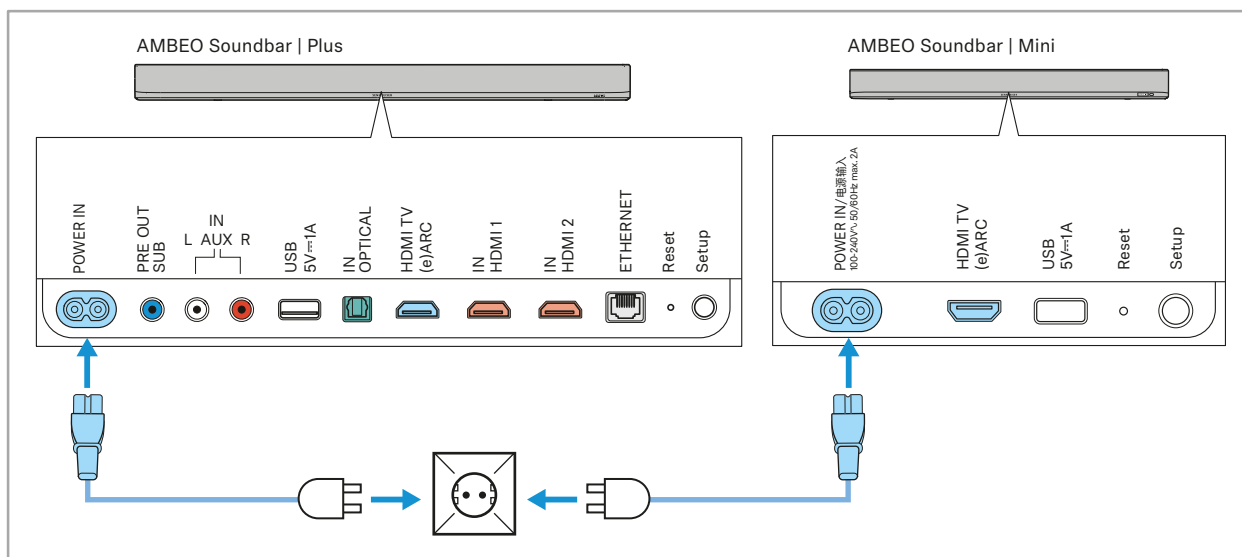 AMBEO Soundbar | Plus
POWER IN
PRE OUT
SUB
IN
L AUX R
USB
5V⎓1A
IN
OPTICAL
HDMI TV
(e)ARC
IN
HDMI 1
IN
HDMI 2
ETHERNET
Reset
Setup
AMBEO Soundbar | Mini
POWER IN/电源输入
100-240V∿ 50/60Hz max. 2A
HDMI TV
(e)ARC
USB
5V⎓1A
Reset
Setup